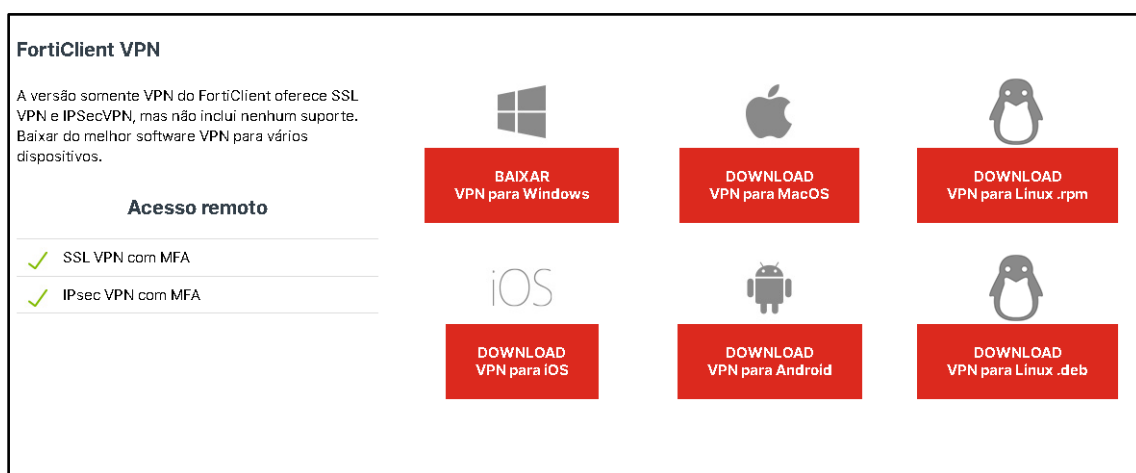 FortiClient VPN
A versão somente VPN do FortiClient oferece SSL
VPN e IPSecVPN, mas não inclui nenhum suporte.
Baixar do melhor software VPN para vários
dispositivos.
Acesso remoto
SSL VPN com MFA
IPsec VPN com MFA
BAIXAR
VPN para Windows
DOWNLOAD
VPN para MacOS
DOWNLOAD
VPN para Linux .rpm
iOS
DOWNLOAD
VPN para iOS
DOWNLOAD
VPN para Android
DOWNLOAD
VPN para Linux .deb